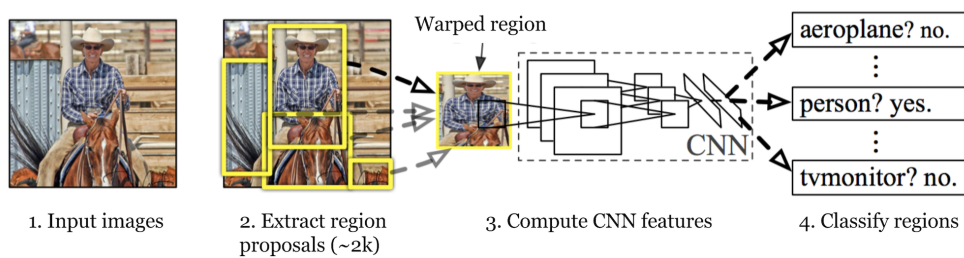 Warped region
aeroplane? no.
person? yes.
CNN
tvmonitor? no.
1. Input images
2. Extract region
proposals (~2k)
3. Compute CNN features
4. Classify regions